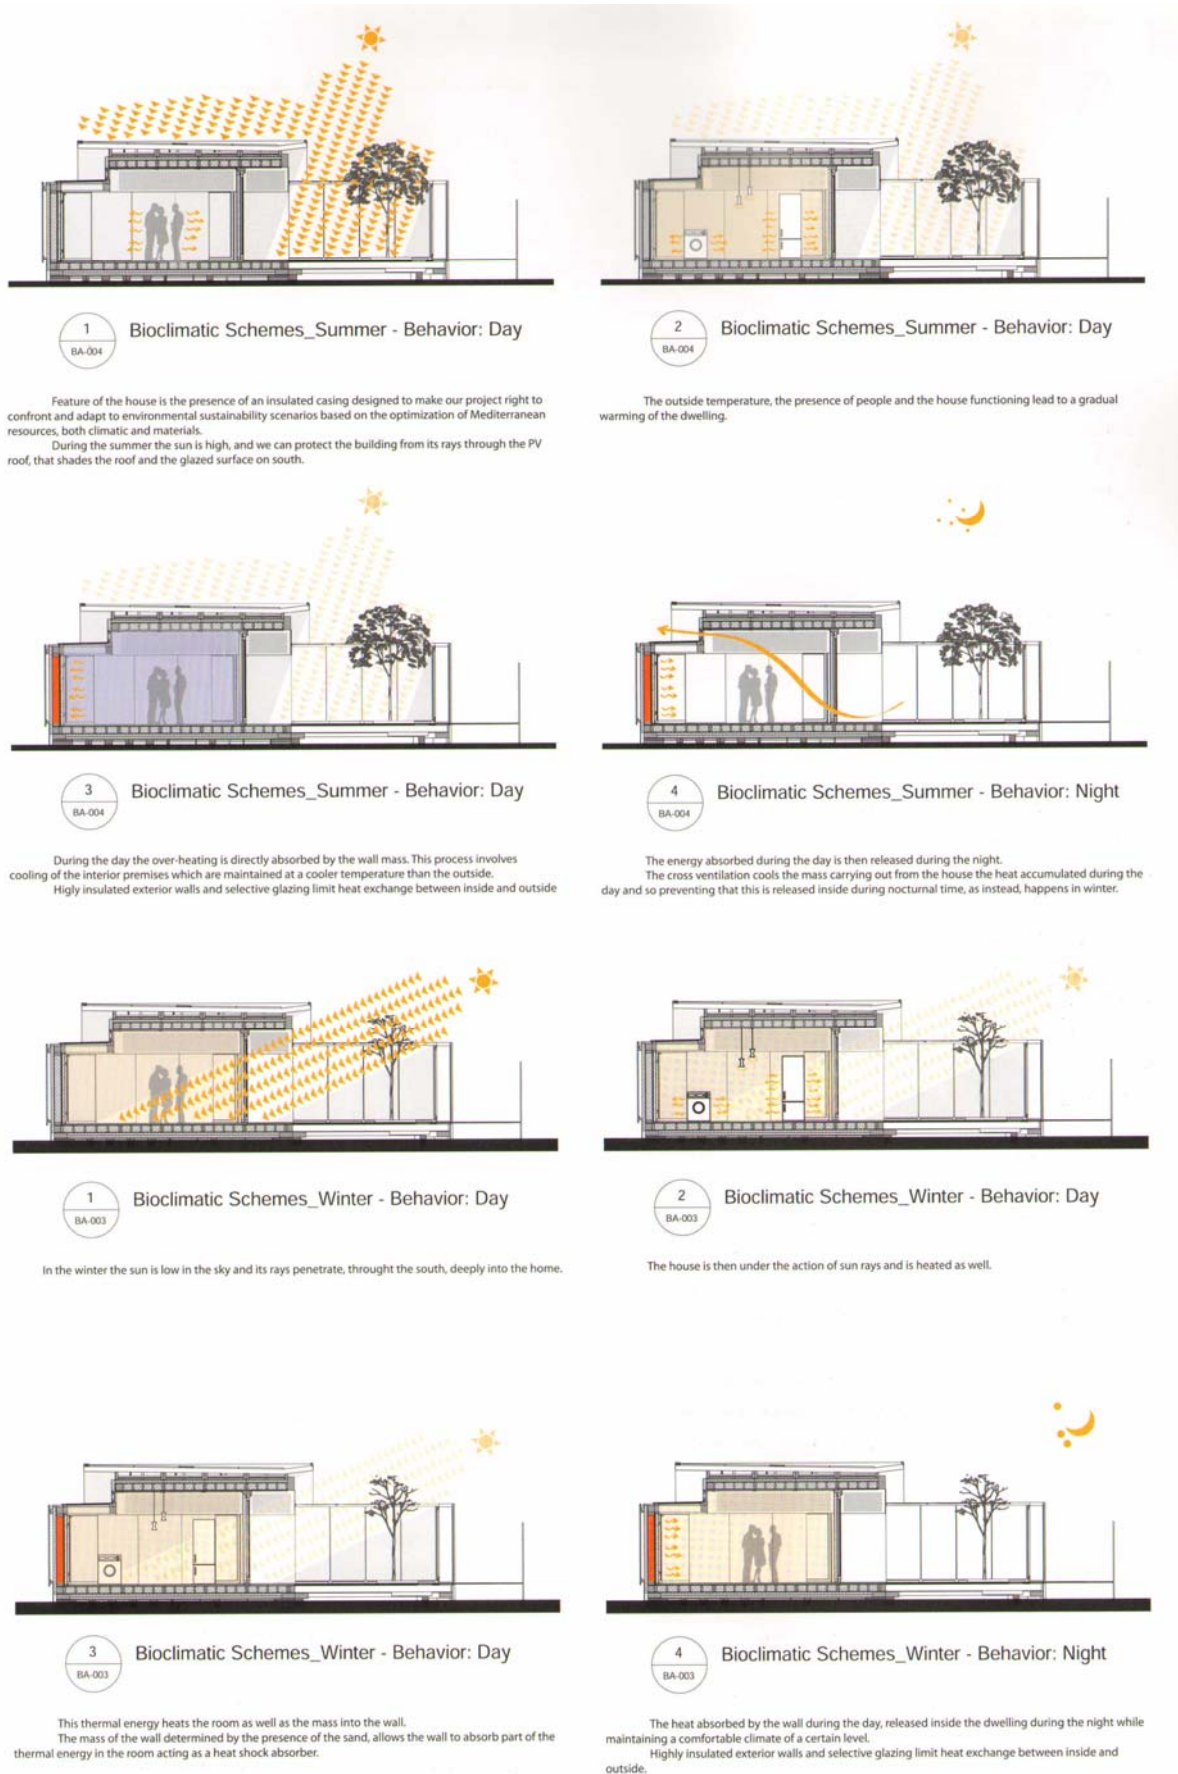 1
BA-004
Bioclimatic Schemes_Summer - Behavior: Day
Feature of the house is the presence of an insulated casing designed to make our project right to
confront and adapt to environmental sustainability scenarios based on the optimization of Mediterranean
resources, both climatic and materials.
During the summer the sun is high, and we can protect the building from its rays through the PV
roof, that shades the roof and the glazed surface on south.
2
BA-004
Bioclimatic Schemes_Summer - Behavior: Day
The outside temperature, the presence of people and the house functioning lead to a gradual
warming of the dwelling.
3
BA-004
Bioclimatic Schemes_Summer - Behavior: Day
During the day the over-heating is directly absorbed by the wall mass. This process involves
cooling of the interior premises which are maintained at a cooler temperature than the outside.
Higly insulated exterior walls and selective glazing limit heat exchange between inside and outside
4
BA-004
Bioclimatic Schemes_Summer - Behavior: Night
The energy absorbed during the day is then released during the night.
The cross ventilation cools the mass carrying out from the house the heat accumulated during the
day and so preventing that this is released inside during nocturnal time, as instead, happens in winter.
1
BA-003
Bioclimatic Schemes_Winter - Behavior: Day
In the winter the sun is low in the sky and its rays penetrate, throught the south, deeply into the home.
2
BA-003
Bioclimatic Schemes_Winter - Behavior: Day
The house is then under the action of sun rays and is heated as well.
3
BA-003
Bioclimatic Schemes_Winter - Behavior: Day
This thermal energy heats the room as well as the mass into the wall.
The mass of the wall determined by the presence of the sand, allows the wall to absorb part of the
thermal energy in the room acting as a heat shock absorber.
4
BA-003
Bioclimatic Schemes_Winter - Behavior: Night
The heat absorbed by the wall during the day, released inside the dwelling during the night while
maintaining a comfortable climate of a certain level.
Highly insulated exterior walls and selective glazing limit heat exchange between inside and
outside.